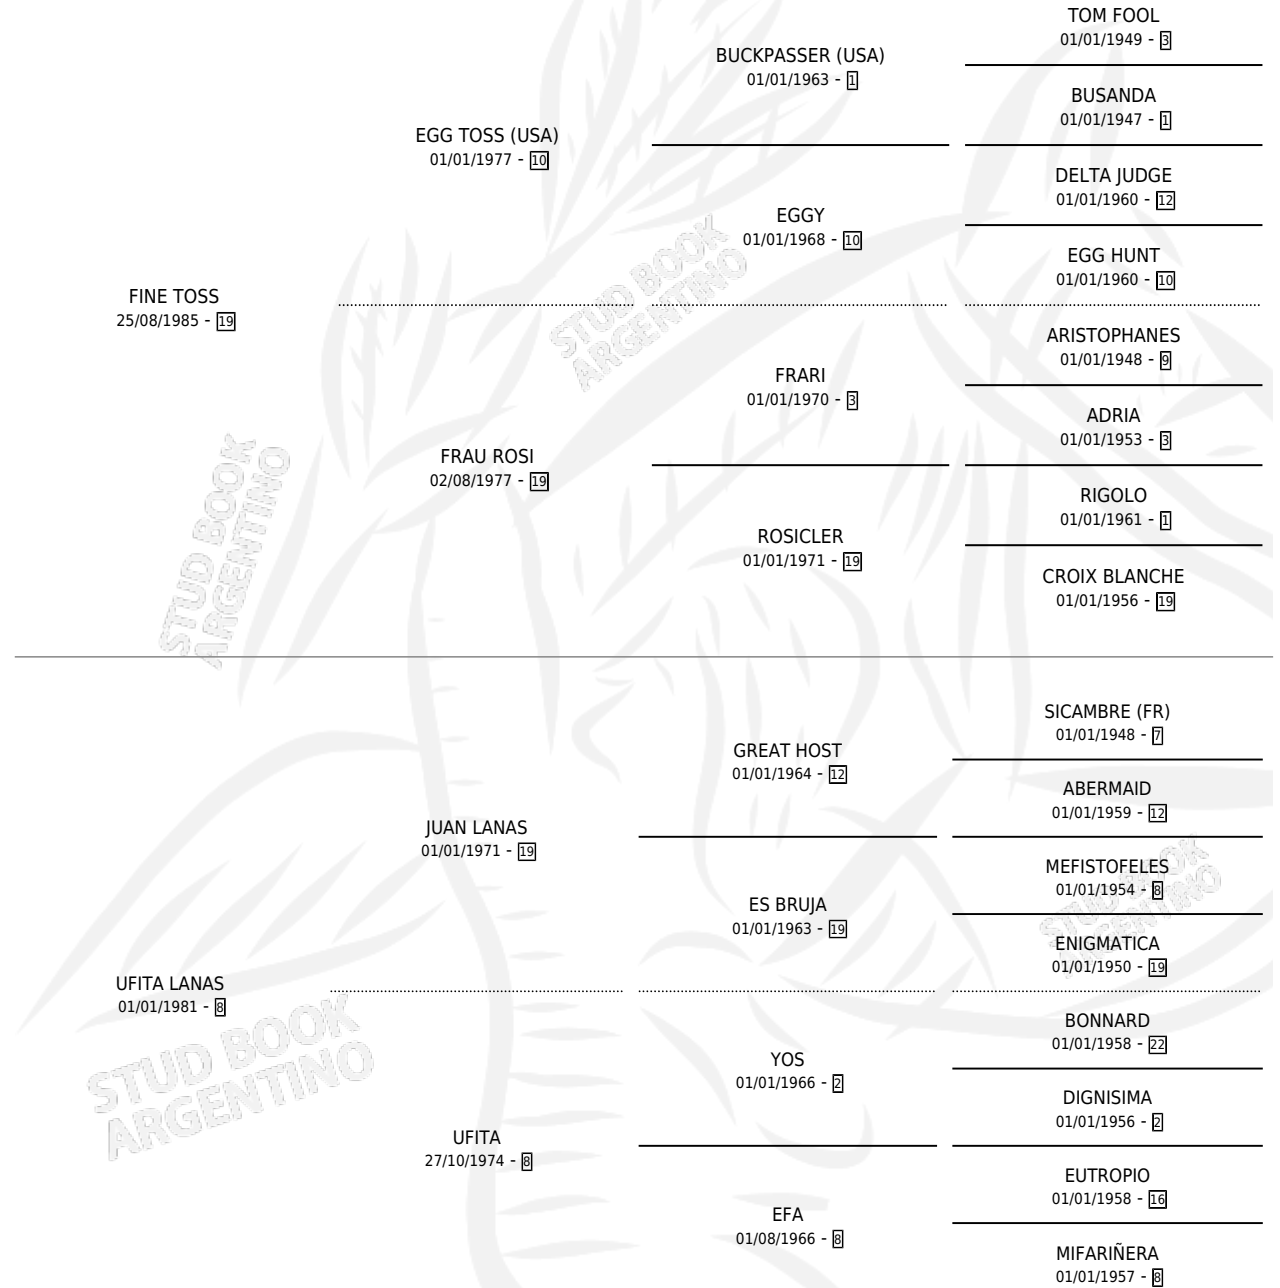 TOM FOOL
01/01/1949 - 3
BUCKPASSER (USA)
01/01/1963 - 1
BUSANDA
01/01/1947 - 1
EGG TOSS (USA)
01/01/1977 - 10
DELTA JUDGE
01/01/1960 - 12
EGGY
01/01/1968 - 10
EGG HUNT
01/01/1960 - 10
FINE TOSS
25/08/1985 - 19
STUD BOOK
ARGENTINO
ARISTOPHANES
01/01/1948 - 9
FRARI
01/01/1970 - 3
ADRIA
01/01/1953 - 3
FRAU ROSI
02/08/1977 - 19
RIGOLO
01/01/1961 - 1
ROSICLER
01/01/1971 - 19
CROIX BLANCHE
01/01/1956 - 19
STUD BOOK
ARGENTINO
SICAMBRE (FR)
01/01/1948 - 7
GREAT HOST
01/01/1964 - 12
ABERMAID
01/01/1959 - 12
JUAN LANAS
01/01/1971 - 19
MEFISTOFELES
01/01/1954 - 8
ES BRUJA
01/01/1963 - 19
STUD BOOK
ARGENTINO
ENIGMATICA
01/01/1950 - 19
UFITA LANAS
01/01/1981 - 8
BONNARD
01/01/1958 - 22
YOS
01/01/1966 - 2
DIGNISIMA
01/01/1956 - 2
STUD BOOK
ARGENTINO
UFITA
27/10/1974 - 8
EUTROPIO
01/01/1958 - 16
EFA
01/08/1966 - 8
MIFARIÑERA
01/01/1957 - 8